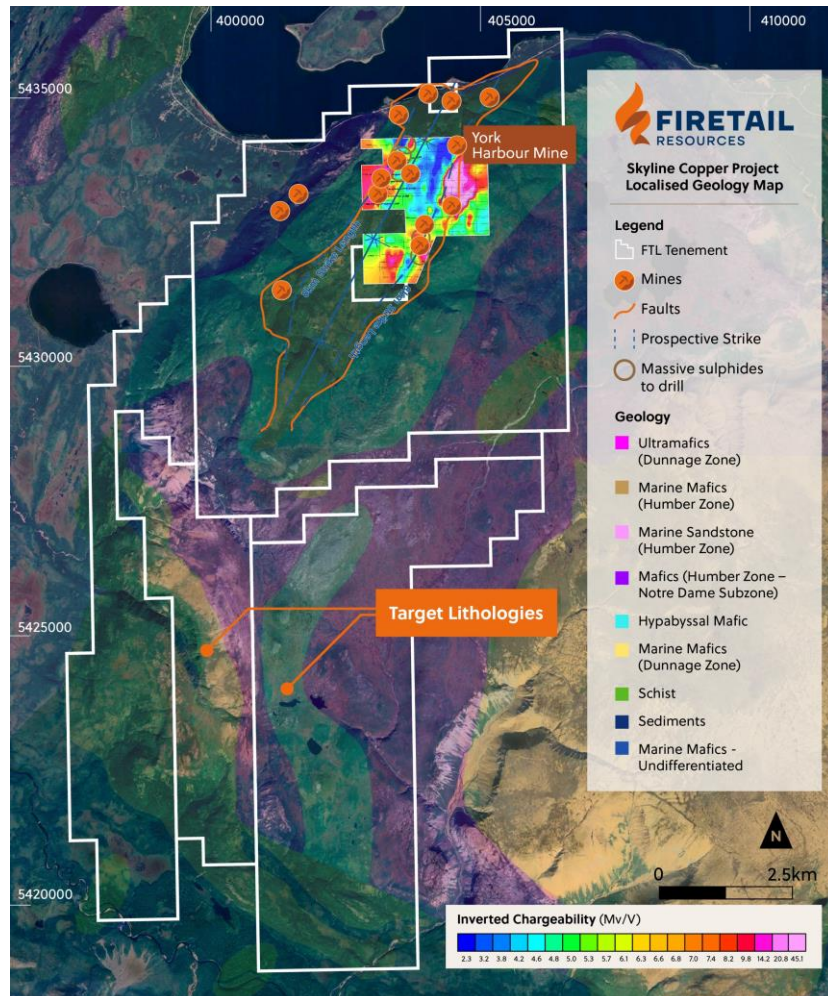 400000
405000
410000
5435000
5430000
5425000
5420000
York
Harbour Mine
Target Lithologies
FIRETAIL
RESOURCES
Skyline Copper Project
Localised Geology Map
Legend
FTL Tenement
Mines
Faults
Prospective Strike
Massive sulphides
to drill
Geology
Ultramafics
(Dunnage Zone)
Marine Mafics
(Humber Zone)
Marine Sandstone
(Humber Zone)
Mafics (Humber Zone –
Notre Dame Subzone)
Hypabyssal Mafic
Marine Mafics
(Dunnage Zone)
Schist
Sediments
Marine Mafics -
Undifferentiated
N
0 2.5km
Inverted Chargeability (Mv/V)
2.3 3.2 3.8 4.2 4.6 4.8 5.0 5.3 5.7 6.1 6.3 6.6 6.8 7.0 7.4 8.2 9.8 14.2 20.8 45.1